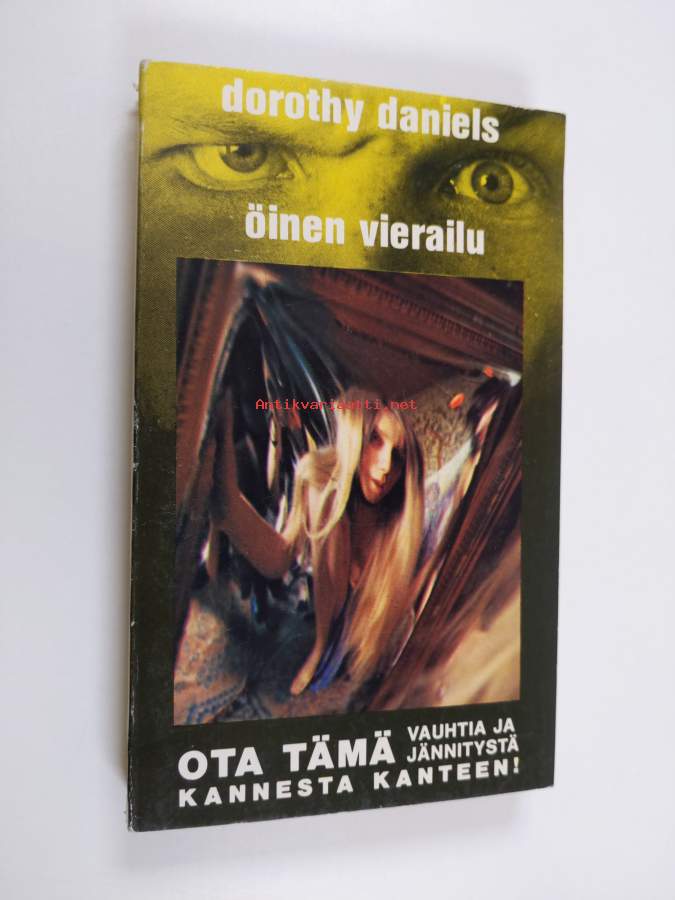 dorothy daniels
öinen vierailu
Antikvariaatti.net
OTA TÄMÄ VAUHTIA JA
JÄNNITYSTÄ
KANNESTA KANTEEN!